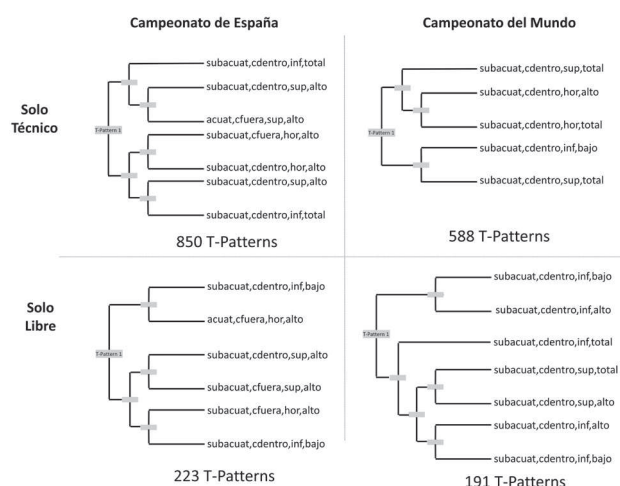 Campeonato de España
Campeonato del Mundo
Solo
Técnico
T-Pattern 1
subacuat,cdentro,inf,total
subacuat,cdentro,sup,alto
acuat,cfuera,sup,alto
subacuat,cfuera,hor,alto
subacuat,cdentro,hor,alto
subacuat,cdentro,sup,alto
subacuat,cdentro,inf,total
850 T-Patterns
T-Pattern 1
subacuat,cdentro,sup,total
subacuat,cdentro,hor,alto
subacuat,cdentro,hor,total
subacuat,cdentro,inf,bajo
subacuat,cdentro,sup,total
588 T-Patterns
Solo
Libre
T-Pattern 1
subacuat,cdentro,inf,bajo
acuat,cfuera,hor,alto
subacuat,cdentro,sup,alto
subacuat,cfuera,sup,alto
subacuat,cfuera,hor,alto
subacuat,cdentro,inf,bajo
223 T-Patterns
T-Pattern 1
subacuat,cdentro,inf,bajo
subacuat,cdentro,inf,alto
subacuat,cdentro,inf,total
subacuat,cdentro,sup,total
subacuat,cdentro,sup,alto
subacuat,cdentro,inf,alto
subacuat,cdentro,inf,bajo
191 T-Patterns